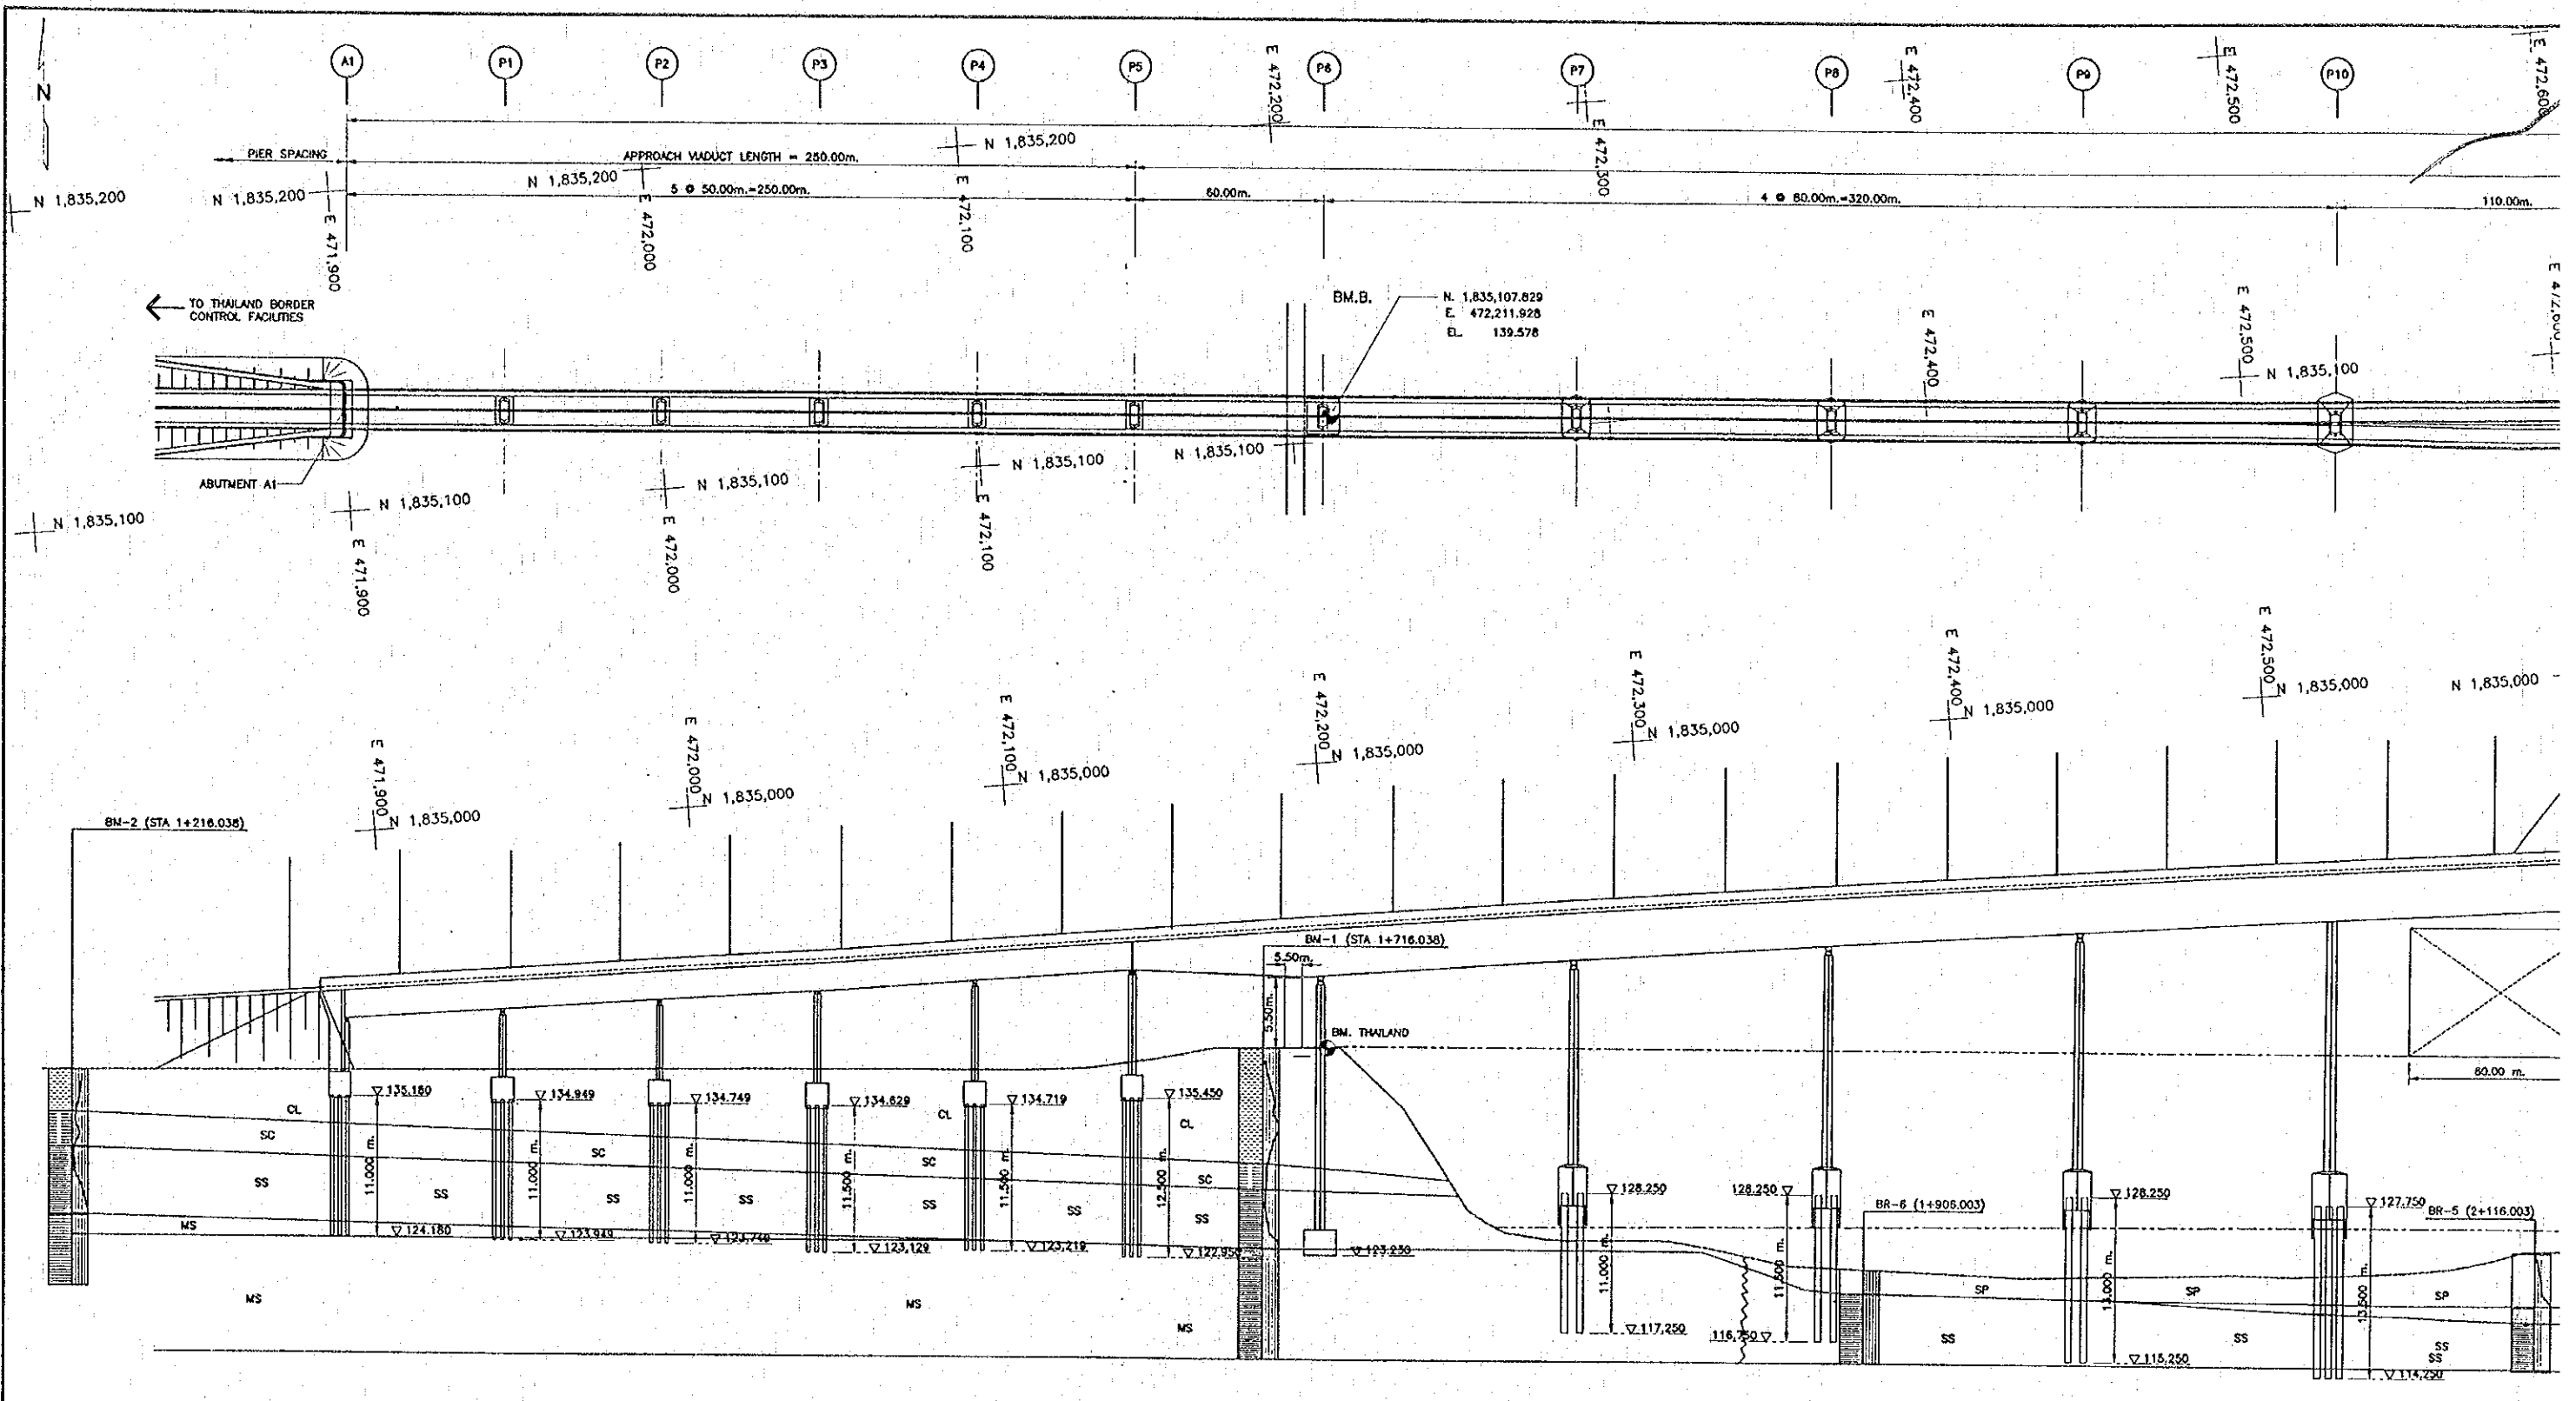 A1
P1
P2
P3
P4
P5
P6
P7
P8
P9
P10
N
E 472,200
E 472,300
E 472,400
E 472,500
E 472,600
PIER SPACING
APPROACH VIADUCT LENGTH = 250.00m.
N 1,835,200
N 1,835,200
N 1,835,200
N 1,835,200
5 @ 50.00m.=250.00m.
60.00m.
4 @ 80.00m.=320.00m.
110.00m.
E 471,900
E 472,000
E 472,100
TO THAILAND BORDER
CONTROL FACILITIES
BM.B.
N. 1,835,107.829
E. 472,211.928
EL. 139.578
E 472,400
E 472,500
N 1,835,100
ABUTMENT A1
N 1,835,100
N 1,835,100
N 1,835,100
N 1,835,100
N 1,835,100
E 471,900
E 472,000
E 472,100
E 471,900
N 1,835,000
E 472,000
N 1,835,000
E 472,100
N 1,835,000
E 472,200
N 1,835,000
E 472,300
N 1,835,000
E 472,400
N 1,835,000
E 472,500
N 1,835,000
N 1,835,000
BM-2 (STA 1+216.038)
BM-1 (STA 1+716.038)
5.50m.
5.50m.
BM. THAILAND
60.00 m.
135.180
134.949
134.749
134.629
134.719
135.450
CL
CL
CL
SC
SC
SC
SC
SS
SS
SS
SS
SS
SS
SS
MS
11.000 m.
11.000 m.
11.000 m.
11.500 m.
11.500 m.
12.500 m.
124.180
123.949
123.749
123.129
123.219
122.950
123.250
128.250
128.250
128.250
127.750
BR-6 (1+906.003)
BR-5 (2+116.003)
11.000 m.
11.500 m.
13.000 m.
13.500 m.
SP
SP
SP
MS
MS
MS
117.250
116.750
SS
SS
SS
SS
115.250
114.250